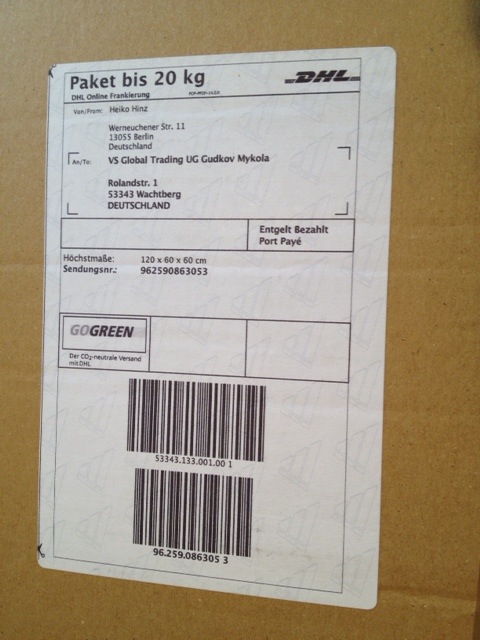 Paket bis 20 kg
DHL
DHL Online Frankierung
Von/From: Heiko Hinz
Werneuchener Str. 11
13055 Berlin
Deutschland
An/To: VS Global Trading UG Gudkov Mykola
Rolandstr. 1
53343 Wachtberg
DEUTSCHLAND
Entgelt Bezahlt
Port Payé
Höchstmaße: 120 x 60 x 60 cm
Sendungsnr.: 962590863053
GOGREEN
Der CO₂-neutrale Versand
mit DHL
53343.133.001.00 1
96.259.086305 3